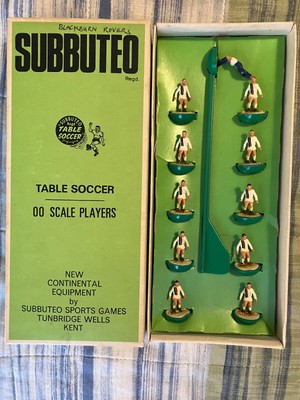 BLACKBURN ROVERS
SUBBUTEO
Regd.
SUBBUTEO
TABLE
SOCCER
TABLE SOCCER
OO SCALE PLAYERS
NEW
CONTINENTAL
EQUIPMENT
by
SUBBUTEO SPORTS GAMES
TUNBRIDGE WELLS
KENT